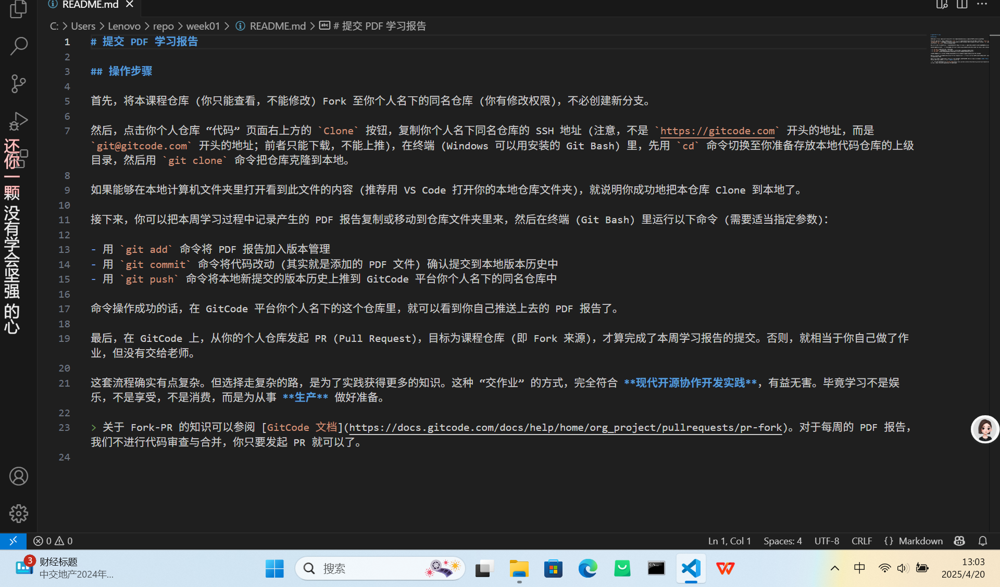 README.md
C: > Users > Lenovo > repo > week01 > README.md > # 提交 PDF 学习报告
1 # 提交 PDF 学习报告
2
3 ## 操作步骤
4
5 首先，将本课程仓库 (你只能查看，不能修改) Fork 至你个人名下的同名仓库 (你有修改权限)，不必创建新分支。
6
7 然后，点击你个人仓库 “代码” 页面右上方的 `Clone` 按钮，复制你个人名下同名仓库的 SSH 地址 (注意，不是 `https://gitcode.com` 开头的地址，而是
`git@gitcode.com` 开头的地址；前者只能下载，不能上推)，在终端 (Windows 可以用安装的 Git Bash) 里，先用 `cd` 命令切换至你准备存放本地代码仓库的上级
目录，然后用 `git clone` 命令把仓库克隆到本地。
8
9 如果能够在本地计算机文件夹里打开看到此文件的内容 (推荐用 VS Code 打开你的本地仓库文件夹)，就说明你成功地把本仓库 Clone 到本地了。
10
11 接下来，你可以把本周学习过程中记录产生的 PDF 报告复制或移动到仓库文件夹里来，然后在终端 (Git Bash) 里运行以下命令 (需要适当指定参数)：
12
13 - 用 `git add` 命令将 PDF 报告加入版本管理
14 - 用 `git commit` 命令将代码改动 (其实就是添加的 PDF 文件) 确认提交到本地版本历史中
15 - 用 `git push` 命令将本地新提交的版本历史上推到 GitCode 平台你个人名下的同名仓库中
16
17 命令操作成功的话，在 GitCode 平台你个人名下的这个仓库里，就可以看到你自己推送上去的 PDF 报告了。
18
19 最后，在 GitCode 上，从你的个人仓库发起 PR (Pull Request)，目标为课程仓库 (即 Fork 来源)，才算完成了本周学习报告的提交。否则，就相当于你自己做了作
业，但没有交给老师。
20
21 这套流程确实有点复杂。但选择走复杂的路，是为了实践获得更多的知识。这种 “交作业” 的方式，完全符合 **现代开源协作开发实践**，有益无害。毕竟学习不是娱
乐，不是享受，不是消费，而是为从事 **生产** 做好准备。
22
23 > 关于 Fork-PR 的知识可以参阅 [GitCode 文档](https://docs.gitcode.com/docs/help/home/org_project/pullrequests/pr-fork)。对于每周的 PDF 报告，
我们不进行代码审查与合并，你只要发起 PR 就可以了。
24
还你一颗 没有学会坚强 的心
0 0
Ln 1, Col 1 Spaces: 4 UTF-8 CRLF {} Markdown
3 财经标题
中交地产2024年...
搜索
中
13:03
2025/4/20